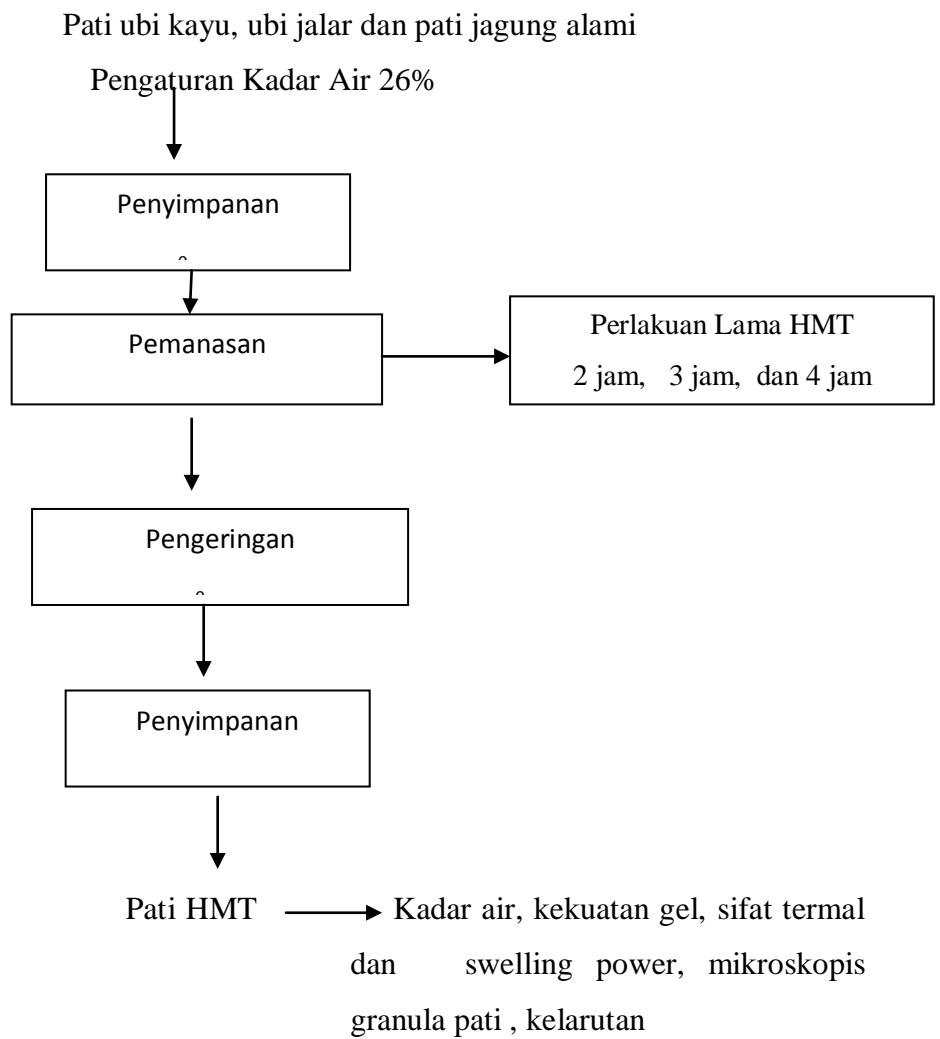 Pati ubi kayu, ubi jalar dan pati jagung alami
Pengaturan Kadar Air 26%
Penyimpanan
Pemanasan
Perlakuan Lama HMT
2 jam, 3 jam, dan 4 jam
Pengeringan
Penyimpanan
Pati HMT
Kadar air, kekuatan gel, sifat termal
dan swelling power, mikroskopis
granula pati , kelarutan